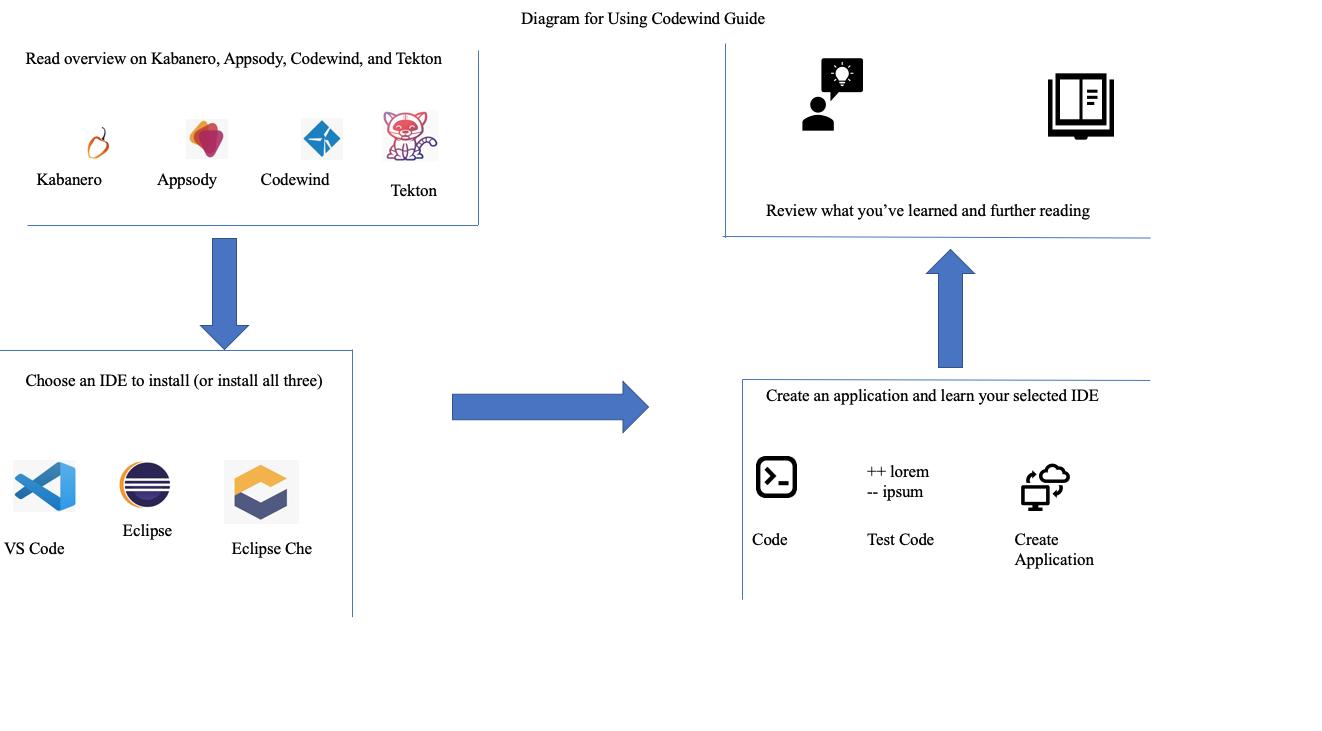 Diagram for Using Codewind Guide
Read overview on Kabanero, Appsody, Codewind, and Tekton
Kabanero
Appsody
Codewind
Tekton
Choose an IDE to install (or install all three)
VS Code
Eclipse
Eclipse Che
Create an application and learn your selected IDE
++ lorem
-- ipsum
Code
Test Code
Create
Application
Review what you’ve learned and further reading